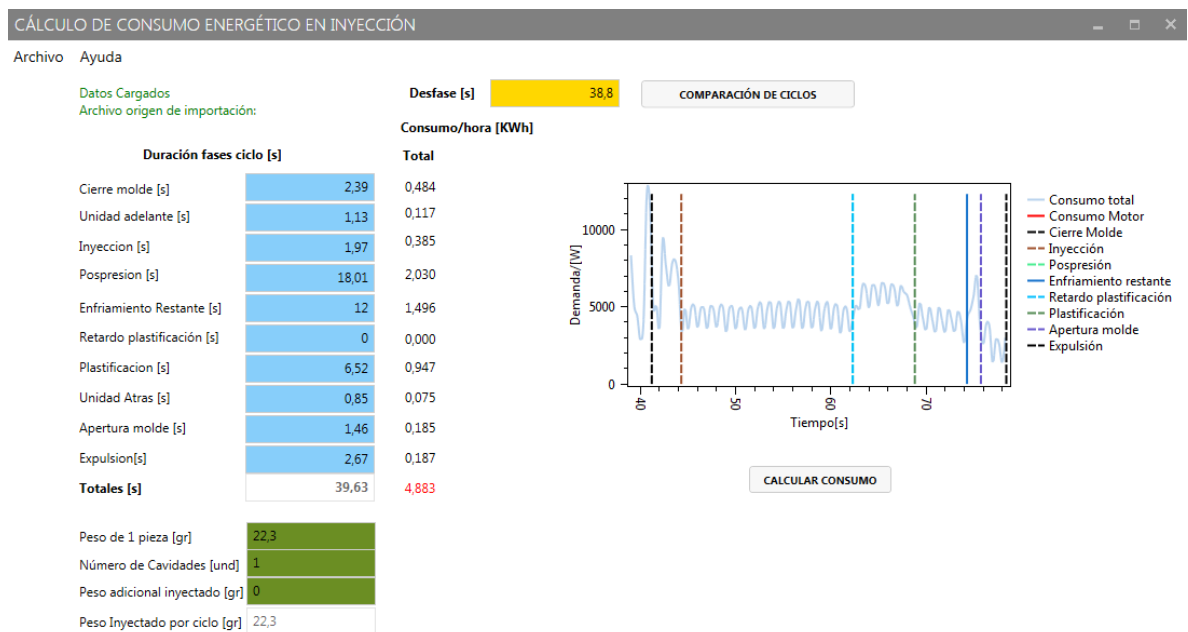 CÁLCULO DE CONSUMO ENERGÉTICO EN INYECCIÓN
Archivo Ayuda
Datos Cargados
Archivo origen de importación:
Desfase [s] 38,8 COMPARACIÓN DE CICLOS
Consumo/hora [KWh]
Duración fases ciclo [s] Total
Cierre molde [s] 2,39 0,484
Unidad adelante [s] 1,13 0,117
Inyeccion [s] 1,97 0,385
Pospresion [s] 18,01 2,030
Enfriamiento Restante [s] 12 1,496
Retardo plastificación [s] 0 0,000
Plastificacion [s] 6,52 0,947
Unidad Atras [s] 0,85 0,075
Apertura molde [s] 1,46 0,185
Expulsion[s] 2,67 0,187
Totales [s] 39,63 4,883
Peso de 1 pieza [gr] 22,3
Número de Cavidades [und] 1
Peso adicional inyectado [gr] 0
Peso Inyectado por ciclo [gr] 22,3
Demanda/[W]
10000
5000
0
40 50 60 70
Tiempo[s]
Consumo total
Consumo Motor
Cierre Molde
Inyección
Pospresión
Enfriamiento restante
Retardo plastificación
Plastificación
Apertura molde
Expulsión
CALCULAR CONSUMO